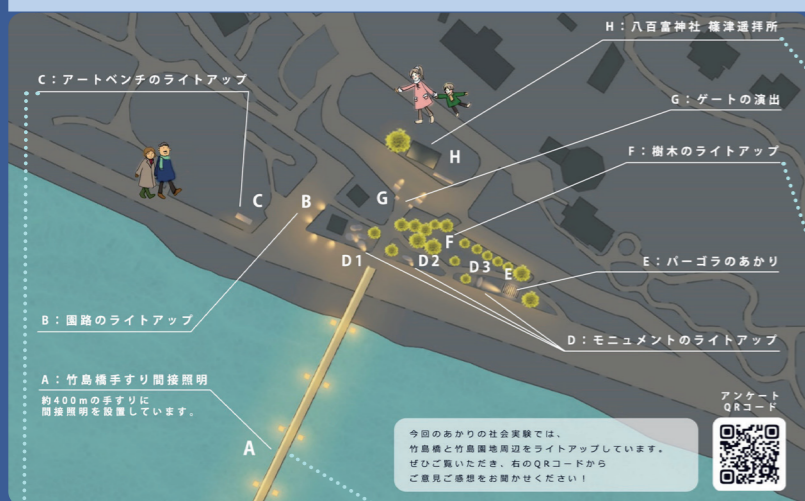 H：八百富神社 篠津遥拝所
C：アートベンチのライトアップ
G：ゲートの演出
F：樹木のライトアップ
H
C
B
G
F
D1
D2
D3
E
E：パーゴラのあかり
B：園路のライトアップ
D：モニュメントのライトアップ
A：竹島橋手すり間接照明
約400mの手すりに
間接照明を設置しています。
A
アンケート
QRコード
今回のあかりの社会実験では、
竹島橋と竹島園地周辺をライトアップしています。
ぜひご覧いただき、右のQRコードから
ご意見ご感想をお聞かせください！